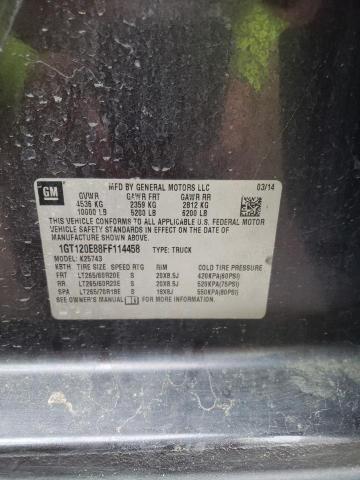 GM
MFD BY GENERAL MOTORS LLC 03/14
GVWR GAWR FRT GAWR RR
4536 KG 2359 KG 2812 KG
10000 LB 5200 LB 6200 LB
THIS VEHICLE CONFORMS TO ALL APPLICABLE U.S. FEDERAL MOTOR
VEHICLE SAFETY STANDARDS IN EFFECT ON THE DATE OF
MANUFACTURE SHOWN ABOVE.
1GT120E88FF114458 TYPE: TRUCK
MODEL: K25743
TIRE SIZE SPEED RTG RIM COLD TIRE PRESSURE
FRT LT265/60R20E S 20X8.5J 420KPA(60PSI)
RR LT265/60R20E S 20X8.5J 520KPA(75PSI)
SPA LT265/70R18E S 18X8J 550KPA(80PSI)
SEE OWNER'S MANUAL FOR MORE INFORMATION.